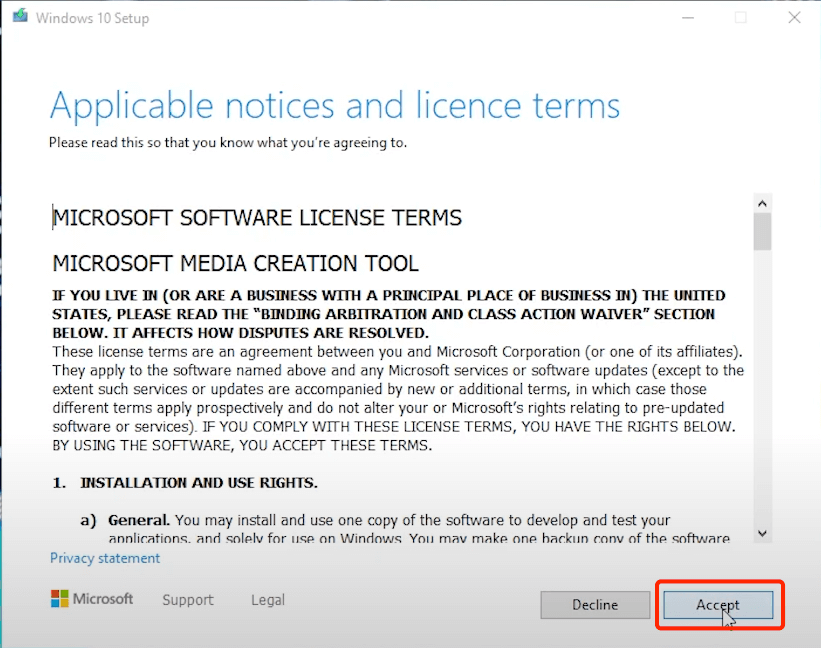 Windows 10 Setup
Applicable notices and licence terms
Please read this so that you know what you're agreeing to.
MICROSOFT SOFTWARE LICENSE TERMS
MICROSOFT MEDIA CREATION TOOL
IF YOU LIVE IN (OR ARE A BUSINESS WITH A PRINCIPAL PLACE OF BUSINESS IN) THE UNITED
STATES, PLEASE READ THE “BINDING ARBITRATION AND CLASS ACTION WAIVER” SECTION
BELOW. IT AFFECTS HOW DISPUTES ARE RESOLVED.
These license terms are an agreement between you and Microsoft Corporation (or one of its affiliates).
They apply to the software named above and any Microsoft services or software updates (except to the
extent such services or updates are accompanied by new or additional terms, in which case those
different terms apply prospectively and do not alter your or Microsoft’s rights relating to pre-updated
software or services). IF YOU COMPLY WITH THESE LICENSE TERMS, YOU HAVE THE RIGHTS BELOW.
BY USING THE SOFTWARE, YOU ACCEPT THESE TERMS.
1. INSTALLATION AND USE RIGHTS.
a) General. You may install and use one copy of the software to develop and test your
applications, and solely for use on Windows. You may make one backup copy of the software
Privacy statement
Microsoft Support Legal Decline Accept